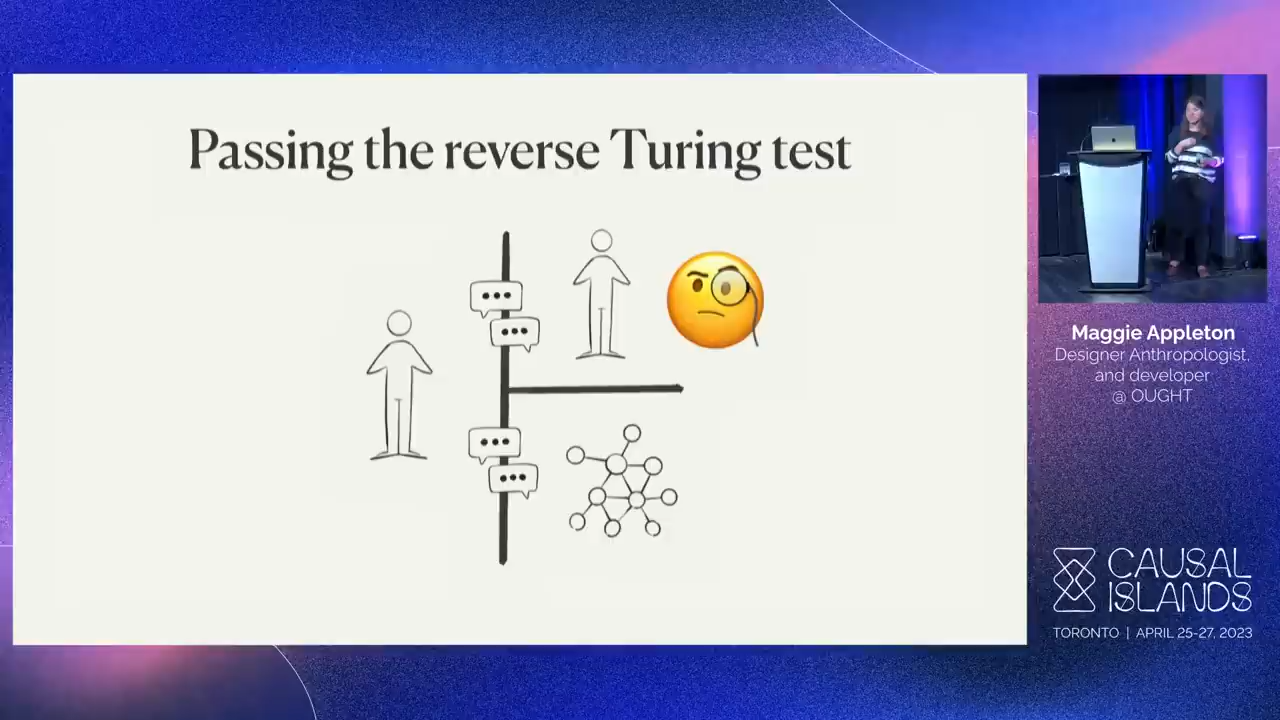 Passing the reverse Turing test
Maggie Appleton
Designer Anthropologist,
and developer
@ OUGHT
CAUSAL
ISLANDS
TORONTO | APRIL 25-27, 2023